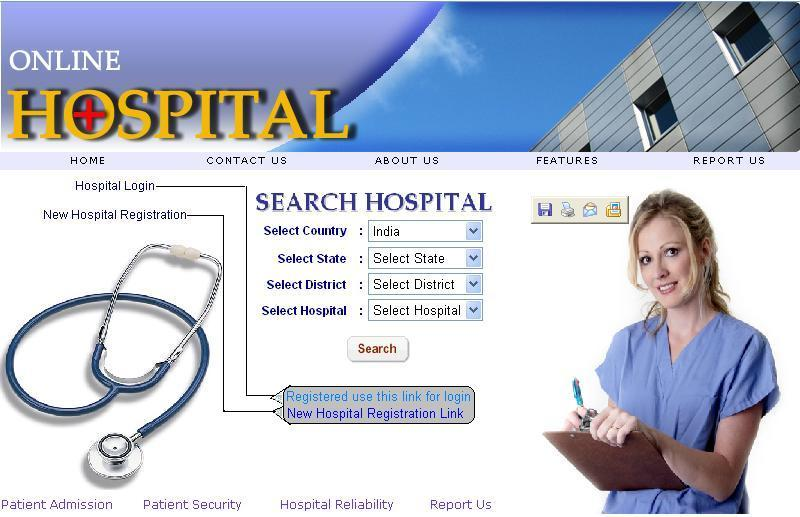 ONLINE
HOSPITAL
HOME CONTACT US ABOUT US FEATURES REPORT US
Hospital Login
New Hospital Registration
SEARCH HOSPITAL
Select Country : India
Select State : Select State
Select District : Select District
Select Hospital : Select Hospital
Search
Registered use this link for login
New Hospital Registration Link
Patient Admission Patient Security Hospital Reliability Report Us